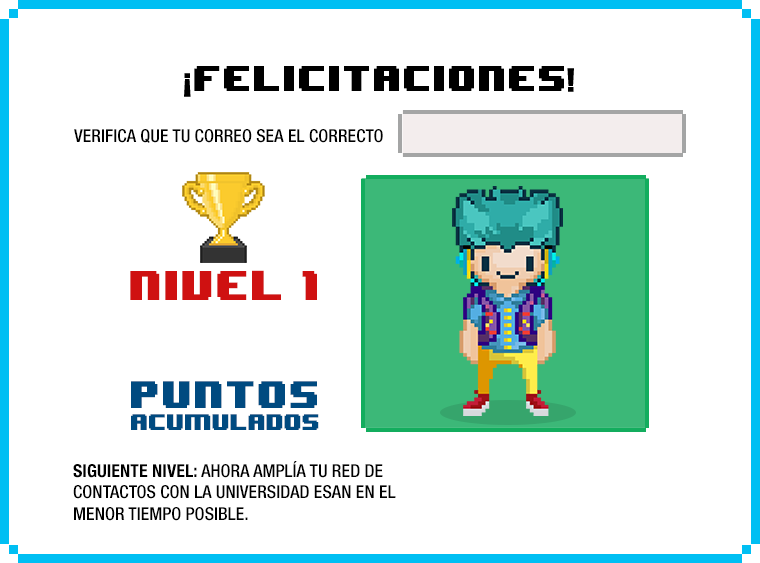 ¡FELICITACIONES!
VERIFICA QUE TU CORREO SEA EL CORRECTO
NIVEL 1
PUNTOS
ACUMULADOS
SIGUIENTE NIVEL: AHORA AMPLÍA TU RED DE
CONTACTOS CON LA UNIVERSIDAD ESAN EN EL
MENOR TIEMPO POSIBLE.